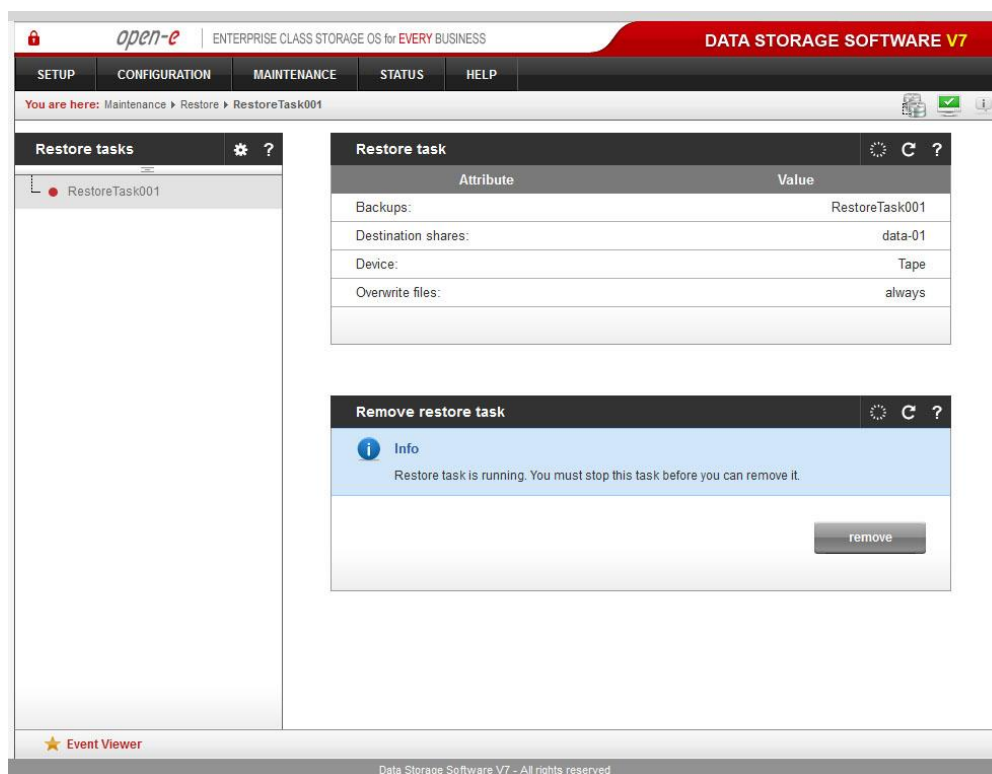 open-e ENTERPRISE CLASS STORAGE OS for EVERY BUSINESS DATA STORAGE SOFTWARE V7
SETUP CONFIGURATION MAINTENANCE STATUS HELP
You are here: Maintenance Restore RestoreTask001
Restore tasks ?
RestoreTask001
Restore task ?
Attribute Value
Backups: RestoreTask001
Destination shares: data-01
Device: Tape
Overwrite files: always
Remove restore task ?
i Info
Restore task is running. You must stop this task before you can remove it.
remove
Event Viewer
Data Storage Software V7 - All rights reserved